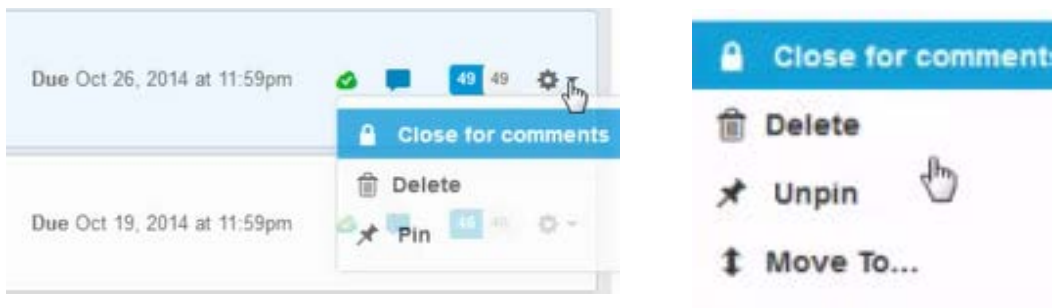 Due Oct 26, 2014 at 11:59pm 49 49
Close for comments
Delete
Due Oct 19, 2014 at 11:59pm
Pin
Close for comments
Delete
Unpin
Move To...